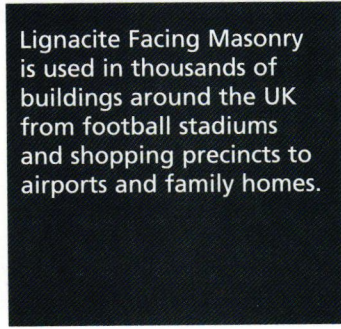 Lignacite Facing Masonry
is used in thousands of
buildings around the UK
from football stadiums
and shopping precincts to
airports and family homes.